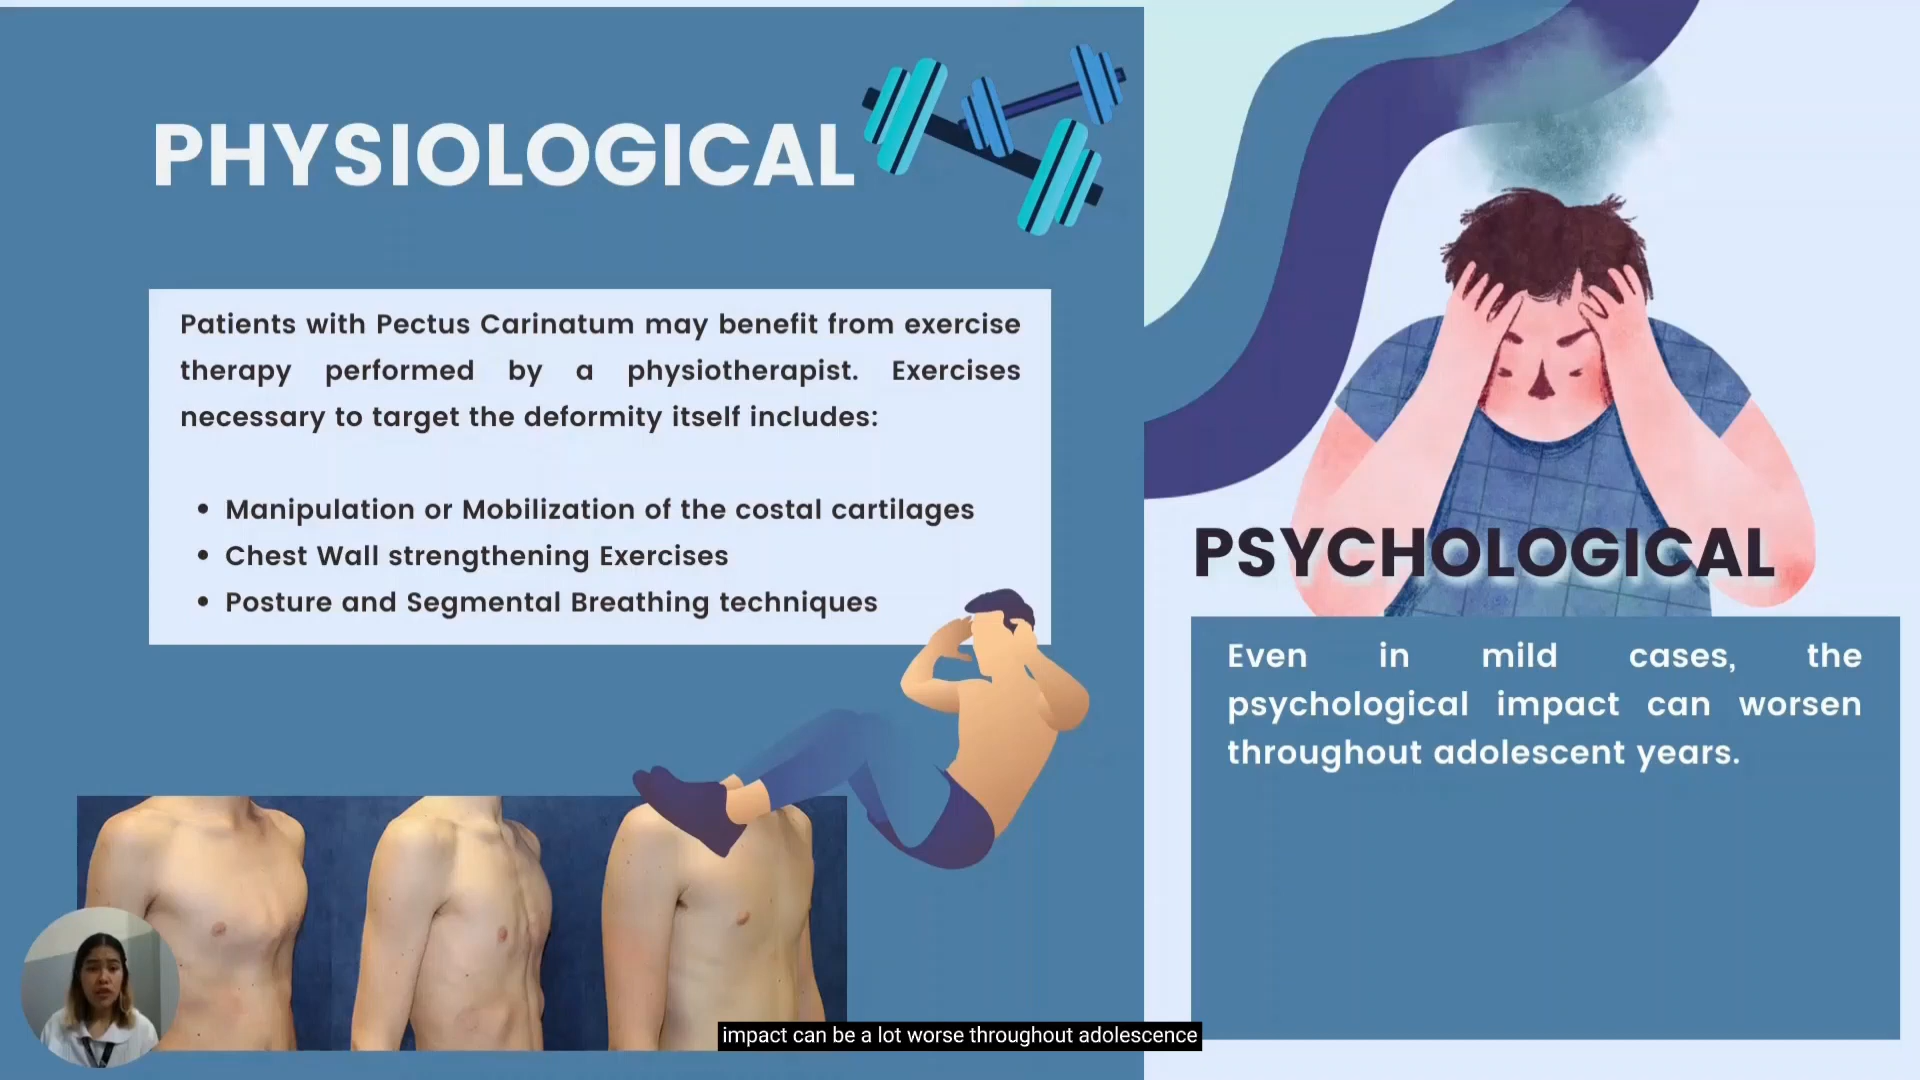 PHYSIOLOGICAL
Patients with Pectus Carinatum may benefit from exercise
therapy performed by a physiotherapist. Exercises
necessary to target the deformity itself includes:
• Manipulation or Mobilization of the costal cartilages
• Chest Wall strengthening Exercises
• Posture and Segmental Breathing techniques
PSYCHOLOGICAL
Even in mild cases, the
psychological impact can worsen
throughout adolescent years.
impact can be a lot worse throughout adolescence